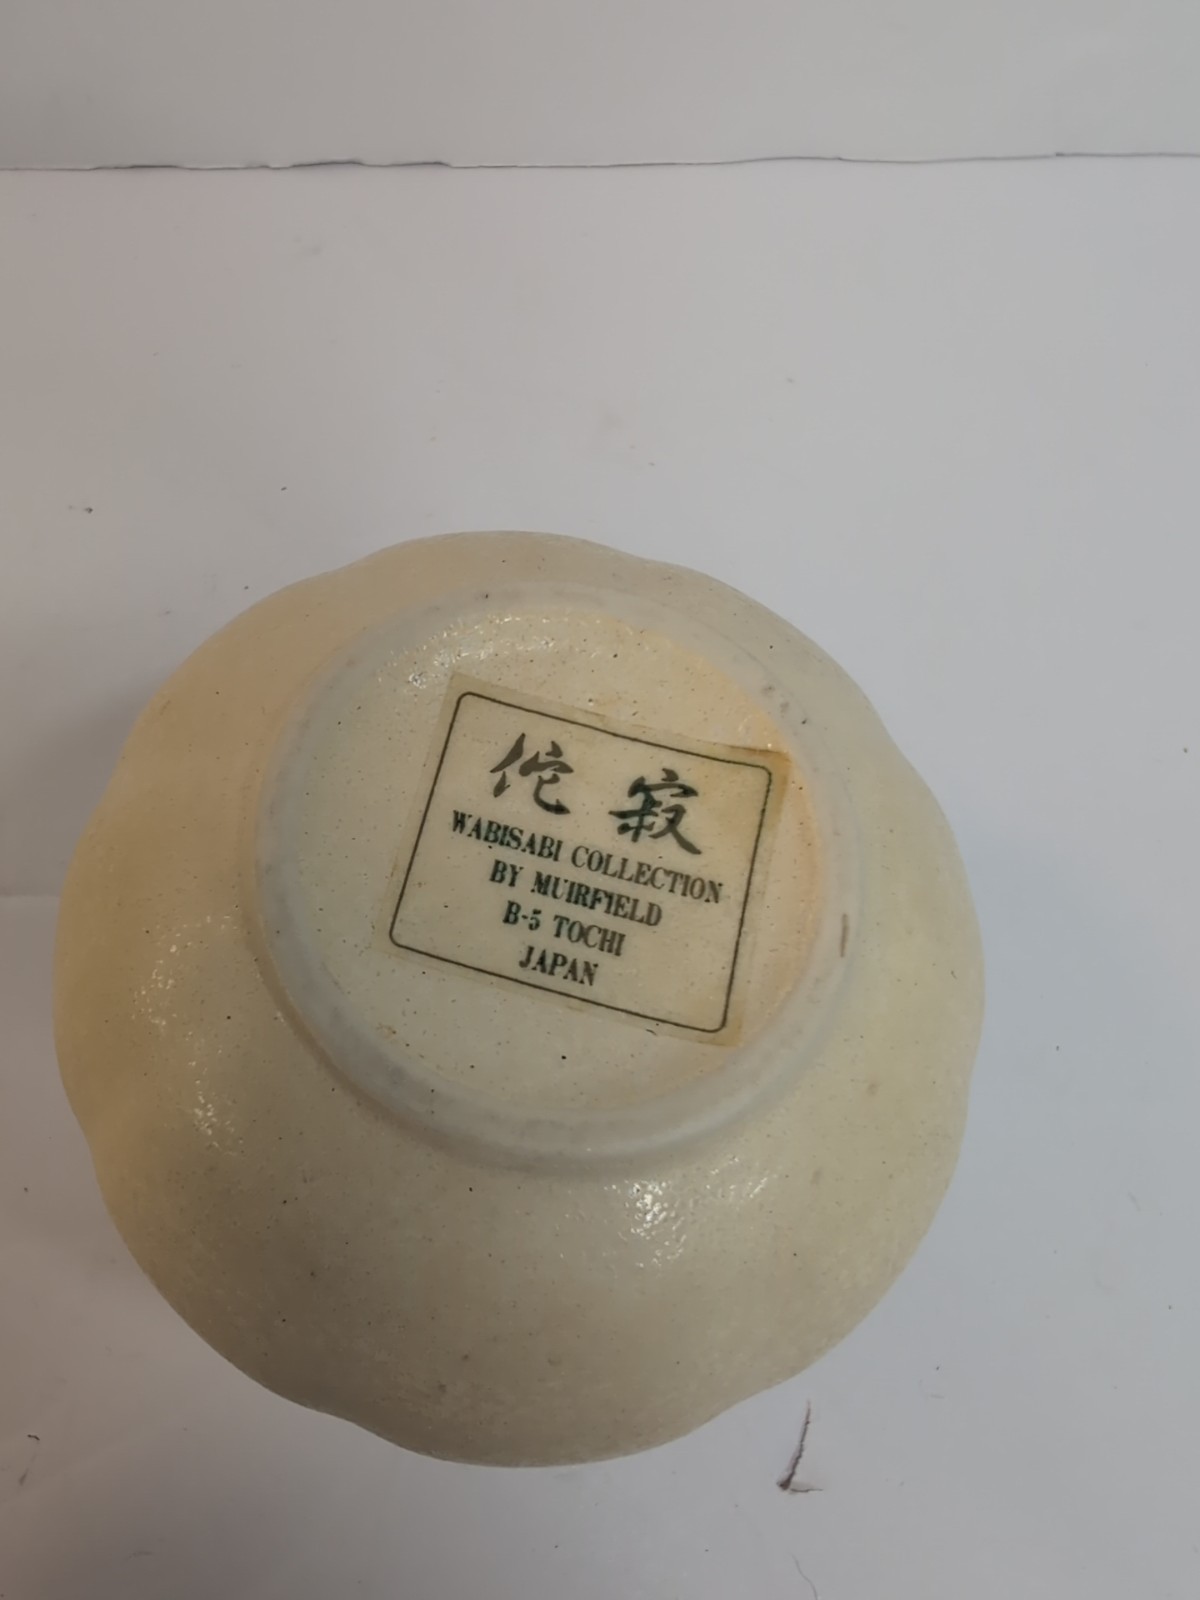 侘 寂
WABISABI COLLECTION
BY MUIRFIELD
B-5 TOCHI
JAPAN